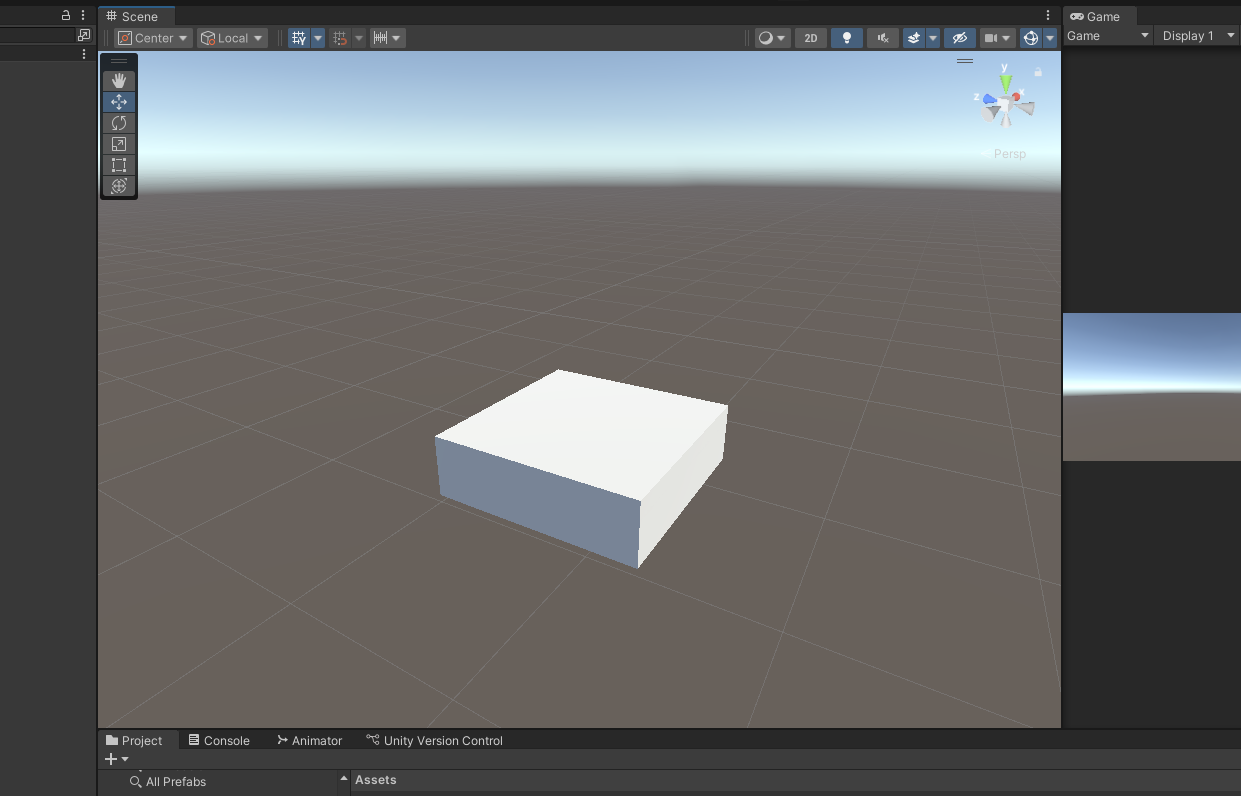 Scene
Game
Center
Local
2D
Game
Display 1
y
x
z
Persp
Project
Console
Animator
Unity Version Control
All Prefabs
Assets